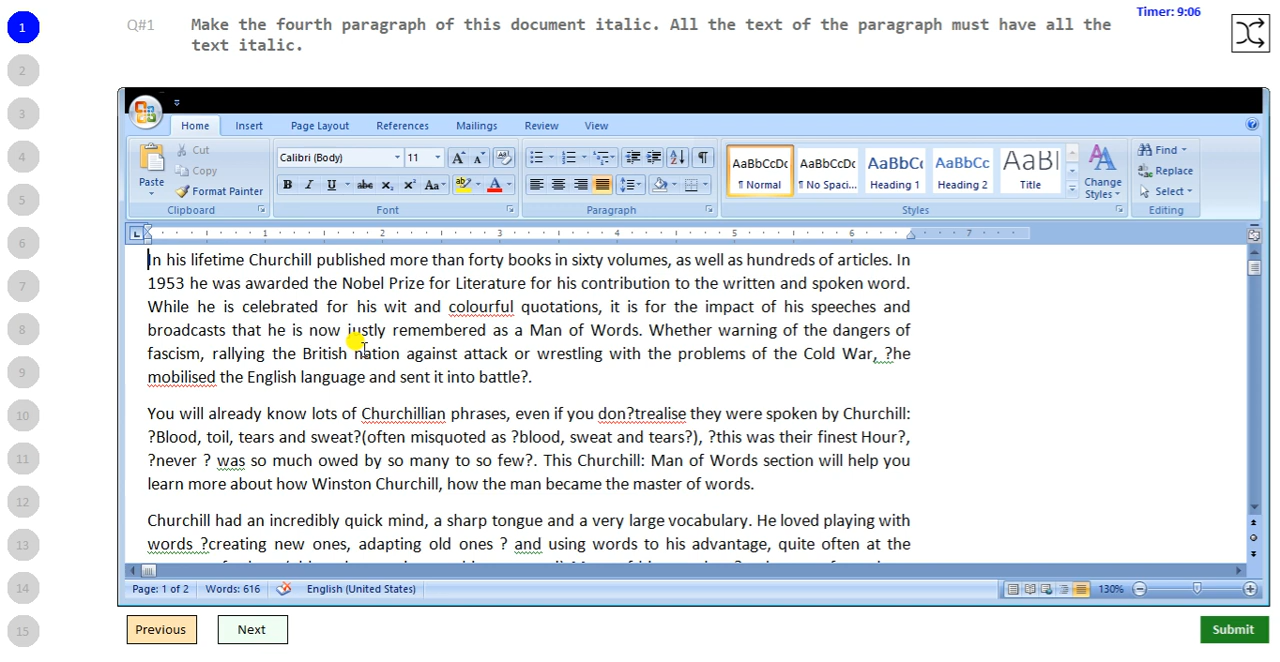 1
Q#1
Make the fourth paragraph of this document italic. All the text of the paragraph must have all the
text italic.
Timer: 9:06
2
3
4
5
6
7
8
9
10
11
12
13
14
15
Home Insert Page Layout References Mailings Review View
Paste
Cut
Copy
Format Painter
Clipboard
Calibri (Body) 11
B I U abc x₂ x² Aa
Font
Paragraph
AaBbCcDc AaBbCcDc AaBbCc AaBbCc AaBl
¶ Normal ¶ No Spaci... Heading 1 Heading 2 Title
Change
Styles
Styles
Find
Replace
Select
Editing
1 2 3 4 5 6 7
In his lifetime Churchill published more than forty books in sixty volumes, as well as hundreds of articles. In
1953 he was awarded the Nobel Prize for Literature for his contribution to the written and spoken word.
While he is celebrated for his wit and colourful quotations, it is for the impact of his speeches and
broadcasts that he is now justly remembered as a Man of Words. Whether warning of the dangers of
fascism, rallying the British nation against attack or wrestling with the problems of the Cold War, ?he
mobilised the English language and sent it into battle?.
You will already know lots of Churchillian phrases, even if you don?trealise they were spoken by Churchill:
?Blood, toil, tears and sweat?(often misquoted as ?blood, sweat and tears?), ?this was their finest Hour?,
?never ? was so much owed by so many to so few?. This Churchill: Man of Words section will help you
learn more about how Winston Churchill, how the man became the master of words.
Churchill had an incredibly quick mind, a sharp tongue and a very large vocabulary. He loved playing with
words ?creating new ones, adapting old ones ? and using words to his advantage, quite often at the
Page: 1 of 2 Words: 616 English (United States) 130%
Previous Next Submit